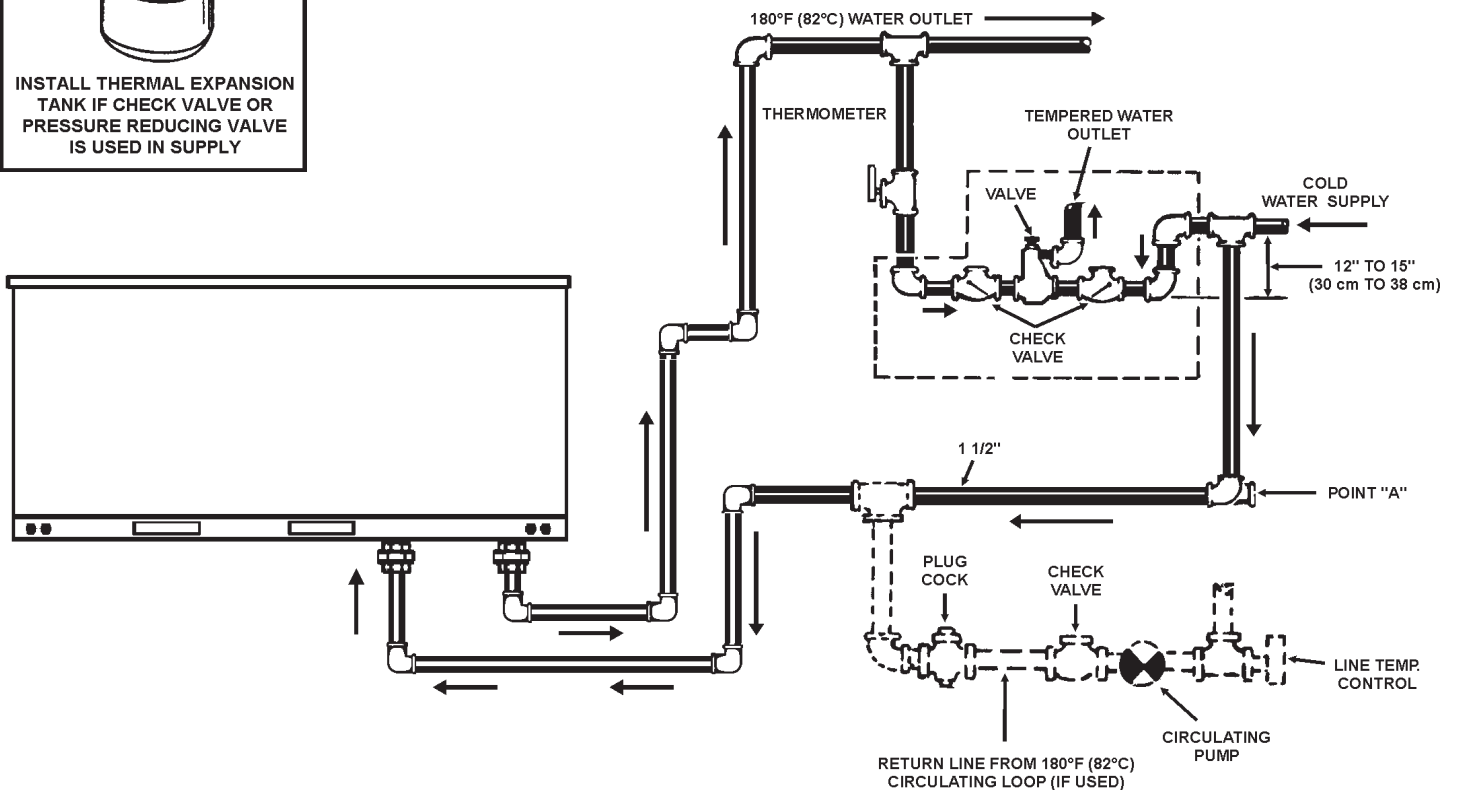 180°F (82°C) WATER OUTLET
INSTALL THERMAL EXPANSION
TANK IF CHECK VALVE OR
PRESSURE REDUCING VALVE
IS USED IN SUPPLY
THERMOMETER
TEMPERED WATER
OUTLET
VALVE
COLD
WATER SUPPLY
12" TO 15"
(30 cm TO 38 cm)
CHECK
VALVE
1 1/2"
POINT "A"
PLUG
COCK
CHECK
VALVE
LINE TEMP.
CONTROL
CIRCULATING
PUMP
RETURN LINE FROM 180°F (82°C)
CIRCULATING LOOP (IF USED)